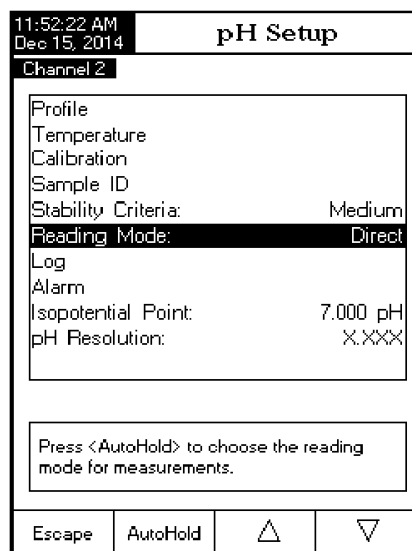 11:52:22 AM
Dec 15, 2014
pH Setup
Channel 2
Profile
Temperature
Calibration
Sample ID
Stability Criteria: Medium
Reading Mode: Direct
Log
Alarm
Isopotential Point: 7.000 pH
pH Resolution: X.XXX
Press <AutoHold> to choose the reading
mode for measurements.
Escape AutoHold △ ▽